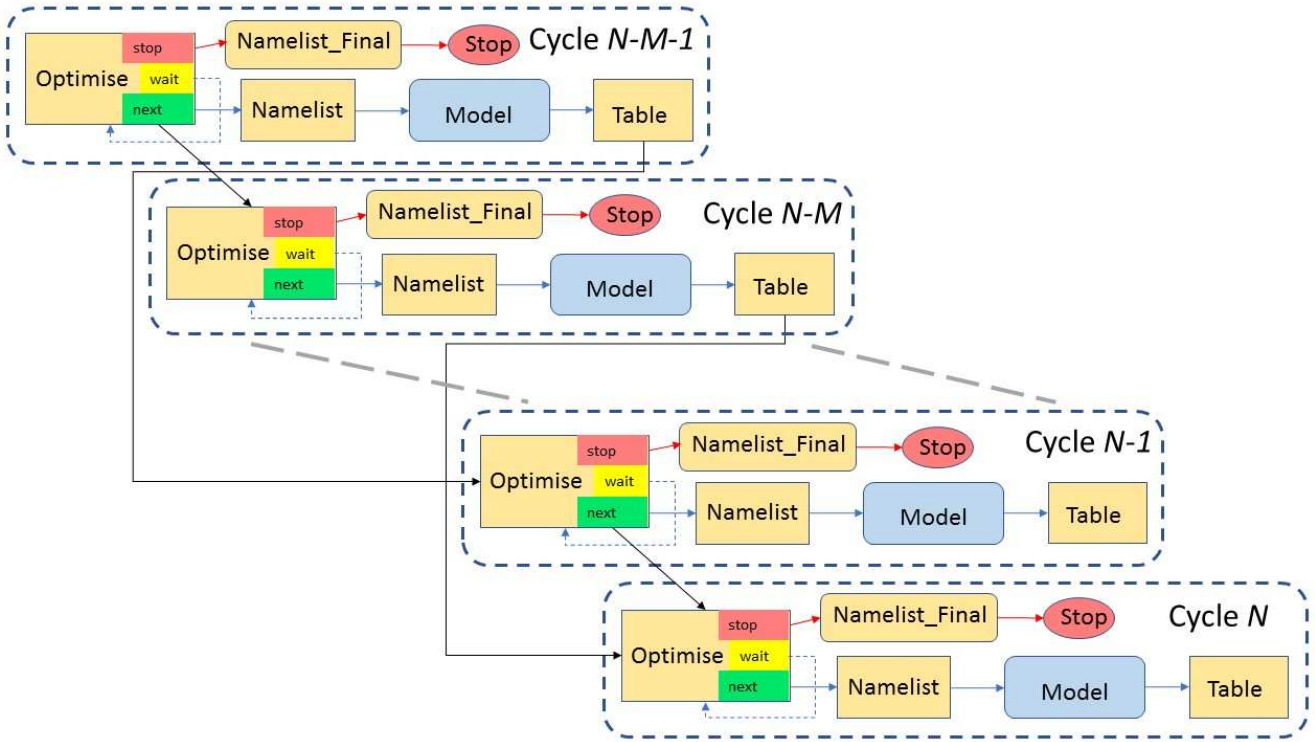 Cycle N-M-1
stop
Namelist_Final
Stop
Optimise
wait
next
Namelist
Model
Table
Cycle N-M
stop
Namelist_Final
Stop
Optimise
wait
next
Namelist
Model
Table
Cycle N-1
stop
Namelist_Final
Stop
Optimise
wait
next
Namelist
Model
Table
Cycle N
stop
Namelist_Final
Stop
Optimise
wait
next
Namelist
Model
Table